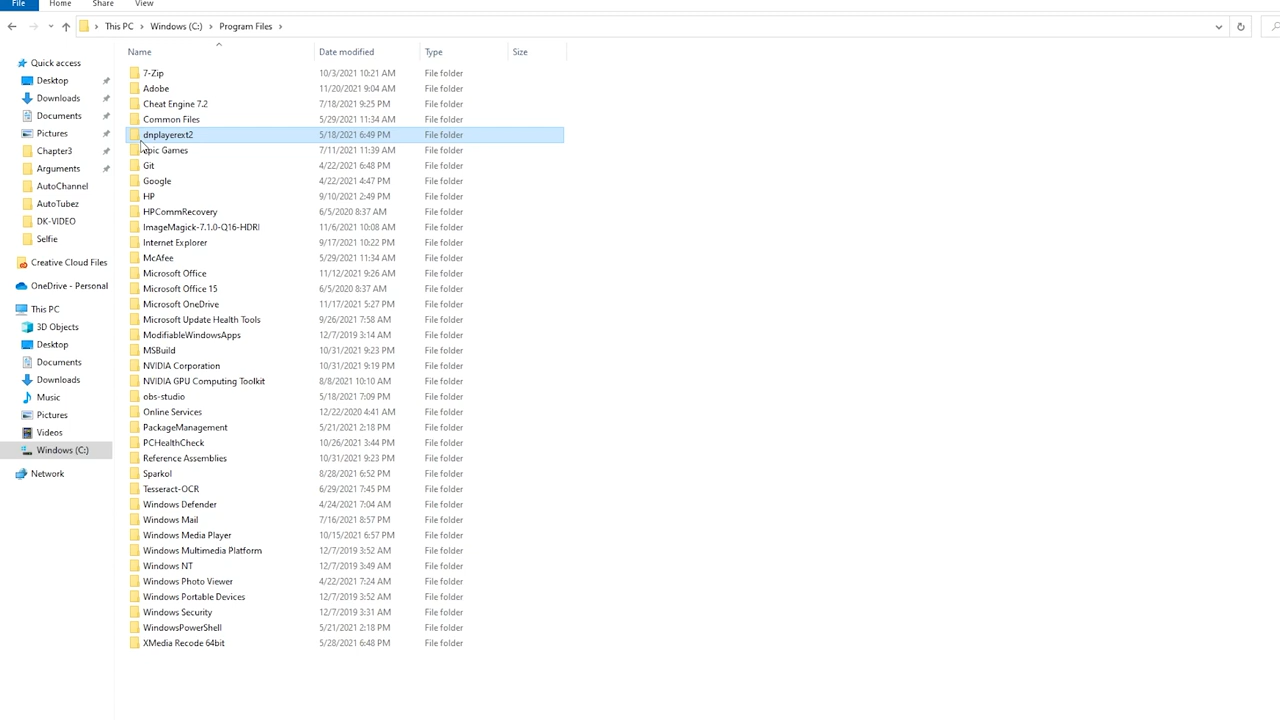 File Home Share View
This PC > Windows (C:) > Program Files >
Name Date modified Type Size
Quick access
Desktop
Downloads
Documents
Pictures
Chapter3
Arguments
AutoChannel
AutoTubez
DK-VIDEO
Selfie
Creative Cloud Files
OneDrive - Personal
This PC
3D Objects
Desktop
Documents
Downloads
Music
Pictures
Videos
Windows (C:)
Network
7-Zip 10/3/2021 10:21 AM File folder
Adobe 11/20/2021 9:04 AM File folder
Cheat Engine 7.2 7/18/2021 9:25 PM File folder
Common Files 5/29/2021 11:34 AM File folder
dnplayerext2 5/18/2021 6:49 PM File folder
Epic Games 7/11/2021 11:39 AM File folder
Git 4/22/2021 6:48 PM File folder
Google 4/22/2021 4:47 PM File folder
HP 9/10/2021 2:49 PM File folder
HPCommRecovery 6/5/2020 8:37 AM File folder
ImageMagick-7.1.0-Q16-HDRI 11/6/2021 10:08 AM File folder
Internet Explorer 9/17/2021 10:22 PM File folder
McAfee 5/29/2021 11:34 AM File folder
Microsoft Office 11/12/2021 9:26 AM File folder
Microsoft Office 15 6/5/2020 8:37 AM File folder
Microsoft OneDrive 11/17/2021 5:27 PM File folder
Microsoft Update Health Tools 9/26/2021 7:58 AM File folder
ModifiableWindowsApps 12/7/2019 3:14 AM File folder
MSBuild 10/31/2021 9:23 PM File folder
NVIDIA Corporation 10/31/2021 9:19 PM File folder
NVIDIA GPU Computing Toolkit 8/8/2021 10:10 AM File folder
obs-studio 5/18/2021 7:09 PM File folder
Online Services 12/22/2020 4:41 AM File folder
PackageManagement 5/21/2021 2:18 PM File folder
PCHealthCheck 10/26/2021 3:44 PM File folder
Reference Assemblies 10/31/2021 9:23 PM File folder
Sparkol 8/28/2021 6:52 PM File folder
Tesseract-OCR 6/29/2021 7:45 PM File folder
Windows Defender 4/24/2021 7:04 AM File folder
Windows Mail 7/16/2021 8:57 PM File folder
Windows Media Player 10/15/2021 6:57 PM File folder
Windows Multimedia Platform 12/7/2019 3:52 AM File folder
Windows NT 12/7/2019 3:49 AM File folder
Windows Photo Viewer 4/22/2021 7:24 AM File folder
Windows Portable Devices 12/7/2019 3:52 AM File folder
Windows Security 12/7/2019 3:31 AM File folder
WindowsPowerShell 5/21/2021 2:18 PM File folder
XMedia Recode 64bit 5/28/2021 6:48 PM File folder